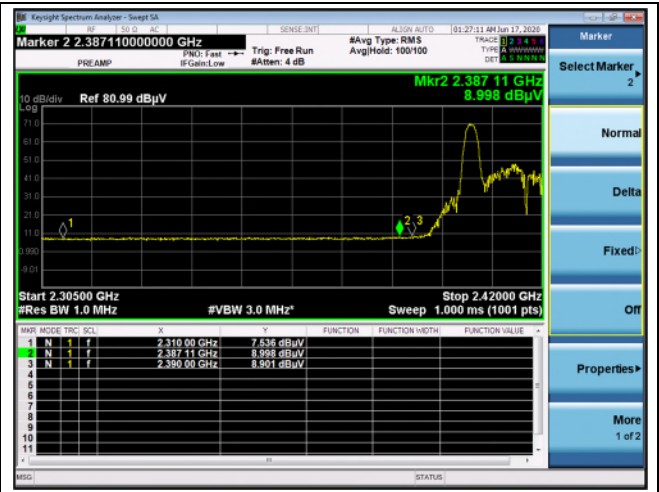 Keysight Spectrum Analyzer - Swept SA
RF 50 Ω AC SENSE:INT ALIGN AUTO 01:27:11 AM Jun 17, 2020
Marker 2 2.387110000000 GHz
PREAMP
PNO: Fast
IFGain:Low
Trig: Free Run
#Atten: 4 dB
#Avg Type: RMS
Avg|Hold: 100/100
TRACE 1 2 3 4 5 6
TYPE A WWWWW
DET A S N N N N
Mkr2 2.387 11 GHz
8.998 dBµV
10 dB/div Ref 80.99 dBµV
Log
71.0
61.0
51.0
41.0
31.0
21.0
11.0
0.990
-9.01
1
2 3
Start 2.30500 GHz Stop 2.42000 GHz
#Res BW 1.0 MHz #VBW 3.0 MHz* Sweep 1.000 ms (1001 pts)
MKR MODE TRC SCL X Y FUNCTION FUNCTION WIDTH FUNCTION VALUE
1 N 1 f 2.310 00 GHz 7.536 dBµV
2 N 1 f 2.387 11 GHz 8.998 dBµV
3 N 1 f 2.390 00 GHz 8.901 dBµV
4
5
6
7
8
9
10
11
MSG STATUS
Marker
Select Marker
2
Normal
Delta
Fixed
Off
Properties
More
1 of 2